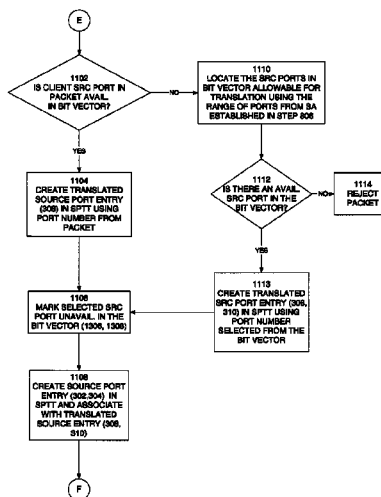 E
1102
IS CLIENT SRC PORT IN
PACKET AVAIL.
IN BIT VECTOR?
NO
YES
1110
LOCATE THE SRC PORTS IN
BIT VECTOR ALLOWABLE FOR
TRANSLATION USING THE
RANGE OF PORTS FROM SA
ESTABLISHED IN STEP 806
1104
CREATE TRANSLATED
SOURCE PORT ENTRY
(308) IN SPTT USING
PORT NUMBER FROM
PACKET
1112
IS THERE AN AVAIL.
SRC PORT IN THE
BIT VECTOR?
NO
YES
1114
REJECT
PACKET
1106
MARK SELECTED SRC
PORT UNAVAIL. IN THE
BIT VECTOR (1306, 1308)
1113
CREATE TRANSLATED
SRC PORT ENTRY (308,
310) IN SPTT USING
PORT NUMBER
SELECTED FROM THE
BIT VECTOR
1108
CREATE SOURCE PORT
ENTRY (302,304) IN
SPTT AND ASSOCIATE
WITH TRANSLATED
SOURCE ENTRY (308,
310)
F